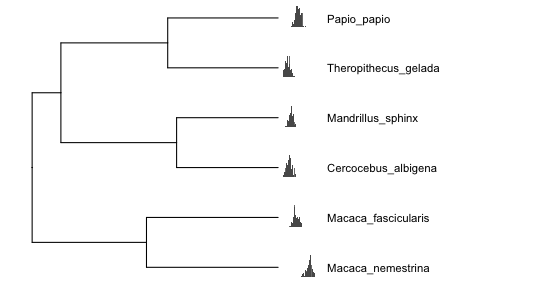 Papio_papio
Theropithecus_gelada
Mandrillus_sphinx
Cercocebus_albigena
Macaca_fascicularis
Macaca_nemestrina